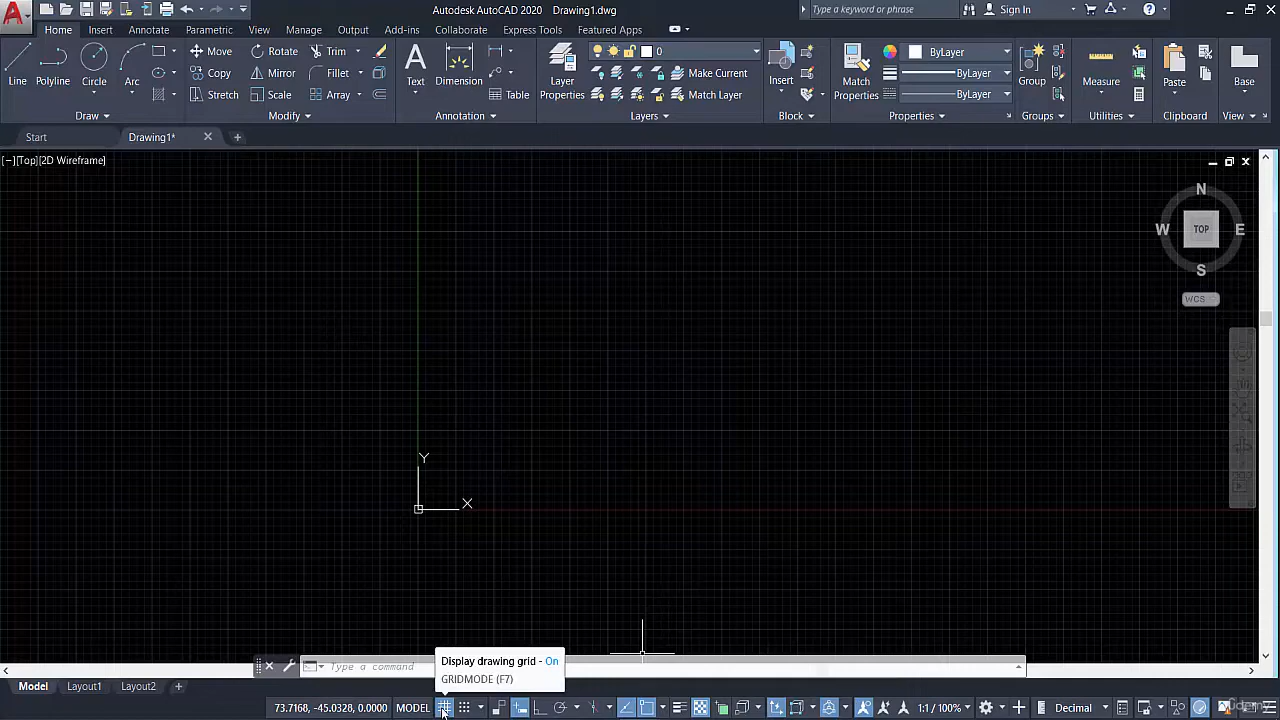 Autodesk AutoCAD 2020 Drawing1.dwg
Type a keyword or phrase
Sign In
Home Insert Annotate Parametric View Manage Output Add-ins Collaborate Express Tools Featured Apps
Line Polyline Circle Arc
Move Rotate Trim
Copy Mirror Fillet
Stretch Scale Array
Text Dimension Table
Layer Properties
0
Make Current
Match Layer
Insert
Match Properties
ByLayer
ByLayer
ByLayer
Group
Measure
Paste
Base
Draw Modify Annotation Layers Block Properties Groups Utilities Clipboard View
Start Drawing1*
[−][Top][2D Wireframe]
N
W TOP E
S
WCS
Y
X
Display drawing grid - On
GRIDMODE (F7)
Type a command
Model Layout1 Layout2
73.7168, -45.0328, 0.0000 MODEL 1:1 / 100% Decimal